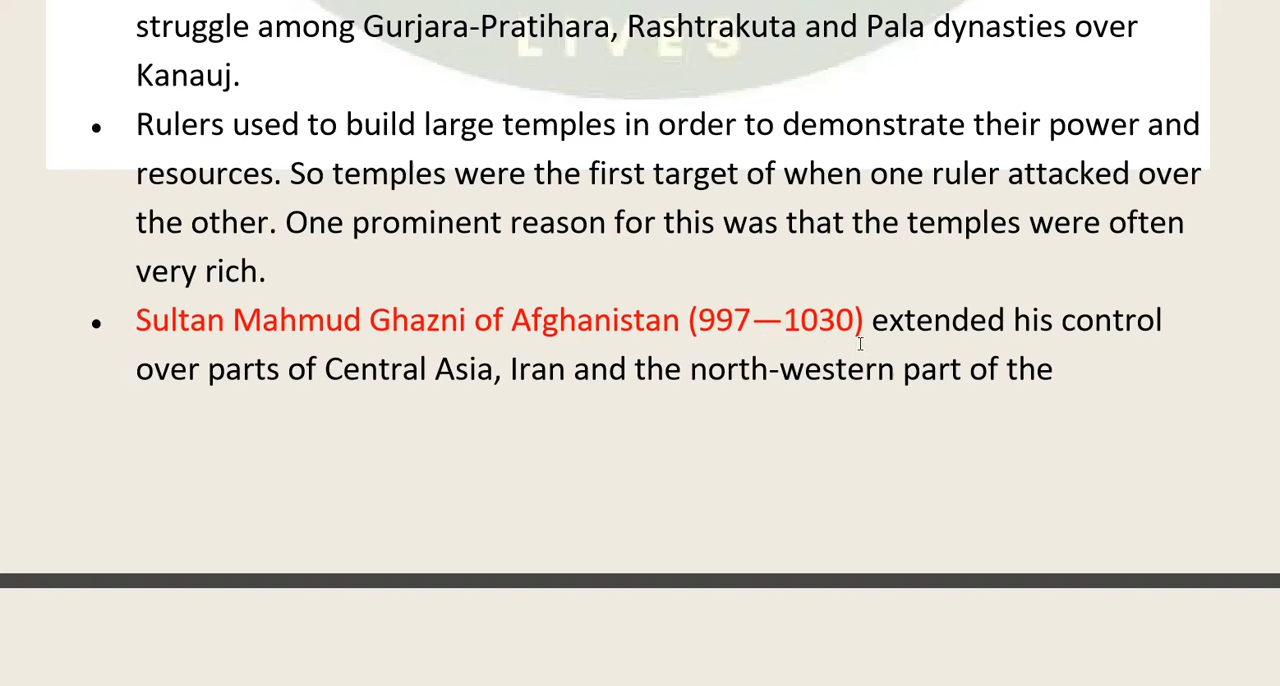 struggle among Gurjara-Pratihara, Rashtrakuta and Pala dynasties over
LIVES
Kanauj.
• Rulers used to build large temples in order to demonstrate their power and
resources. So temples were the first target of when one ruler attacked over
the other. One prominent reason for this was that the temples were often
very rich.
• Sultan Mahmud Ghazni of Afghanistan (997—1030) extended his control
over parts of Central Asia, Iran and the north-western part of the